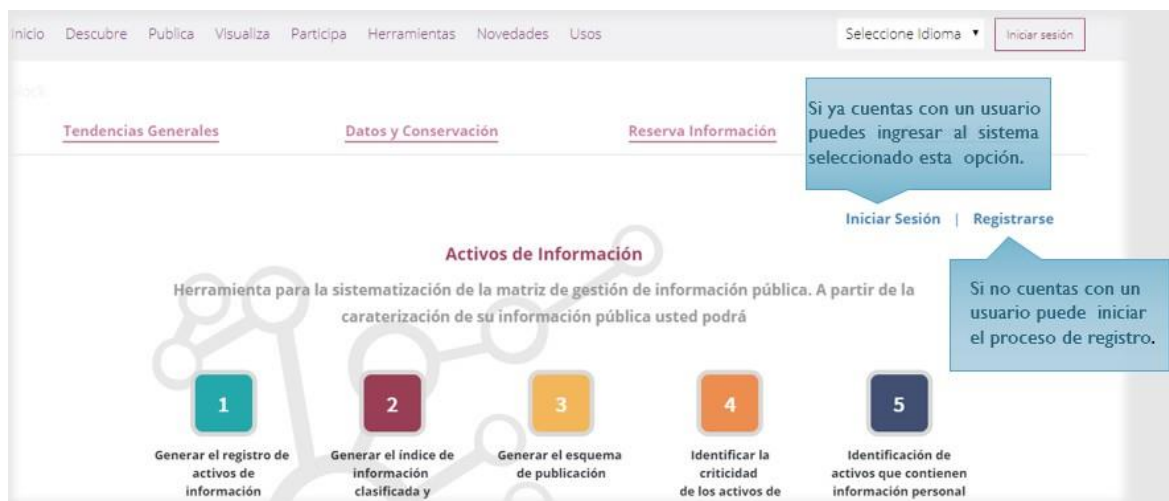 Inicio Descubre Publica Visualiza Participa Herramientas Novedades Usos
Seleccione Idioma
Iniciar sesión
Tendencias Generales
Datos y Conservación
Reserva Información
Si ya cuentas con un usuario
puedes ingresar al sistema
seleccionado esta opción.
Iniciar Sesión | Registrarse
Si no cuentas con un
usuario puede iniciar
el proceso de registro.
Activos de Información
Herramienta para la sistematización de la matriz de gestión de información pública. A partir de la
caraterización de su información pública usted podrá
1
Generar el registro de
activos de
información
2
Generar el índice de
información
clasificada y
3
Generar el esquema
de publicación
4
Identificar la
criticidad
de los activos de
5
Identificación de
activos que contienen
información personal